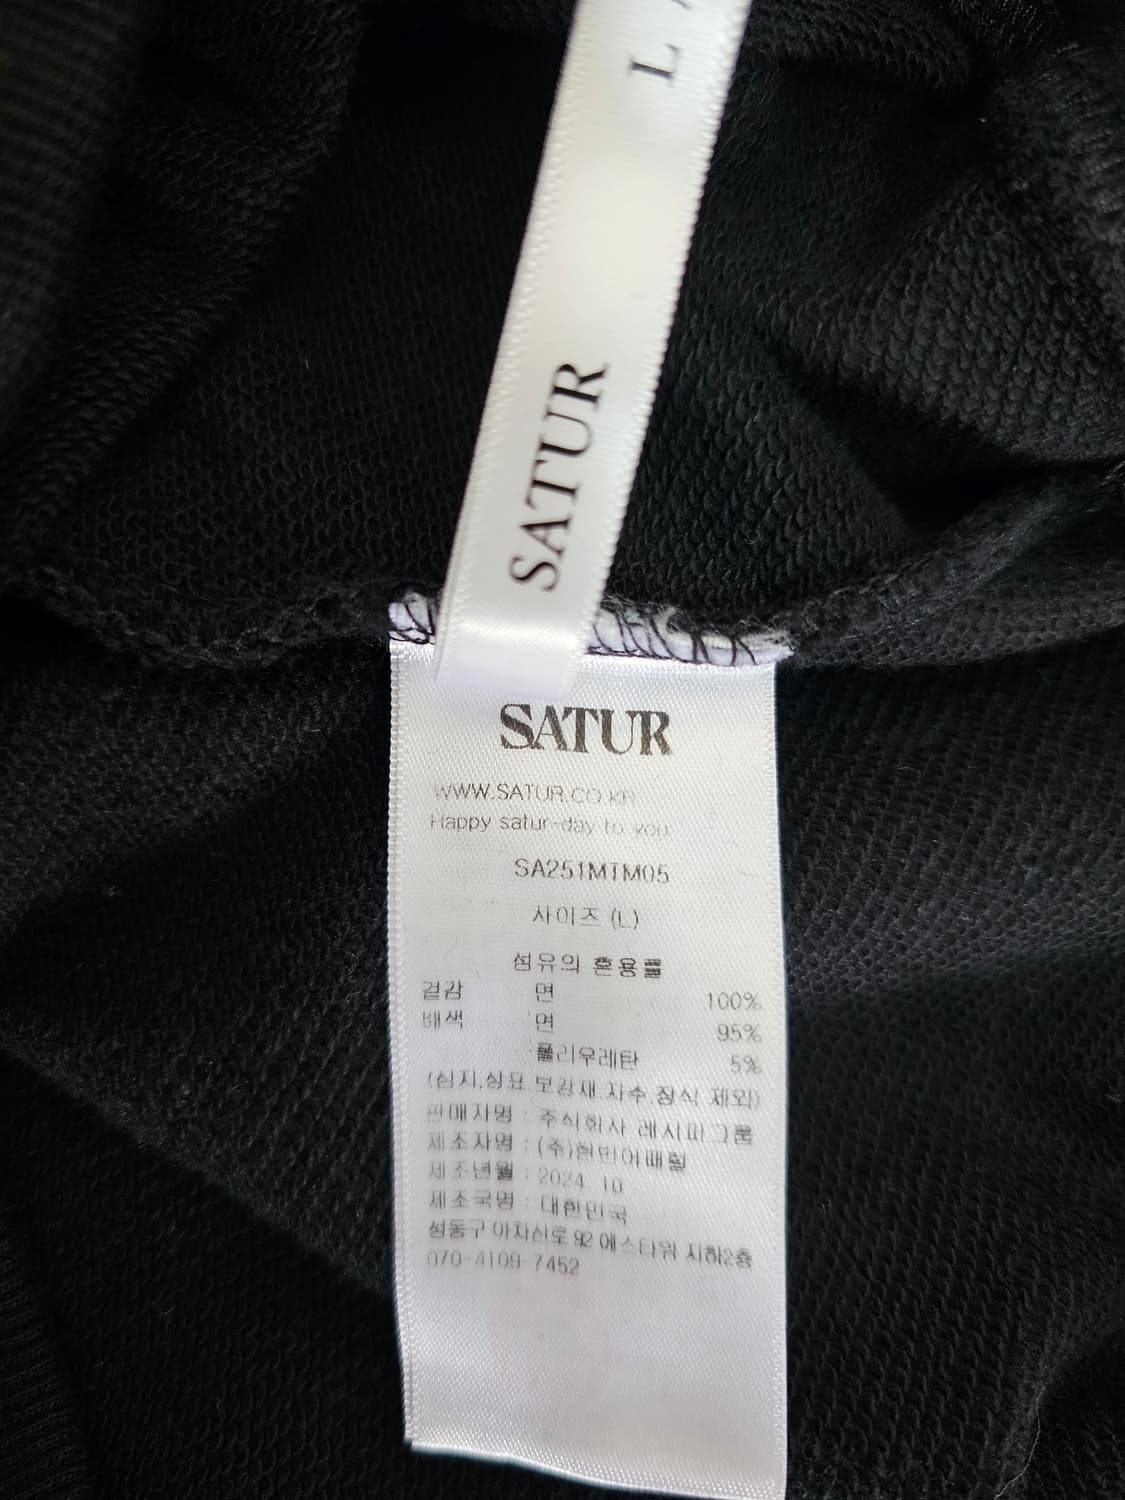 L /
SATUR
SATUR
WWW.SATUR.CO.KR
Happy satur-day to you
SA251MTM05
사이즈 (L)
섬유의 혼용률
겉감 면 100%
배색 면 95%
폴리우레탄 5%
(심지,상표,보강재,자수,장식 제외)
판매자명 : 주식회사 레시피그룹
제조자명 : (주)현민어패럴
제조년월 : 2024 10
제조국명 : 대한민국
성동구 아차산로 92 에스타워 지하2층
070-4109-7452